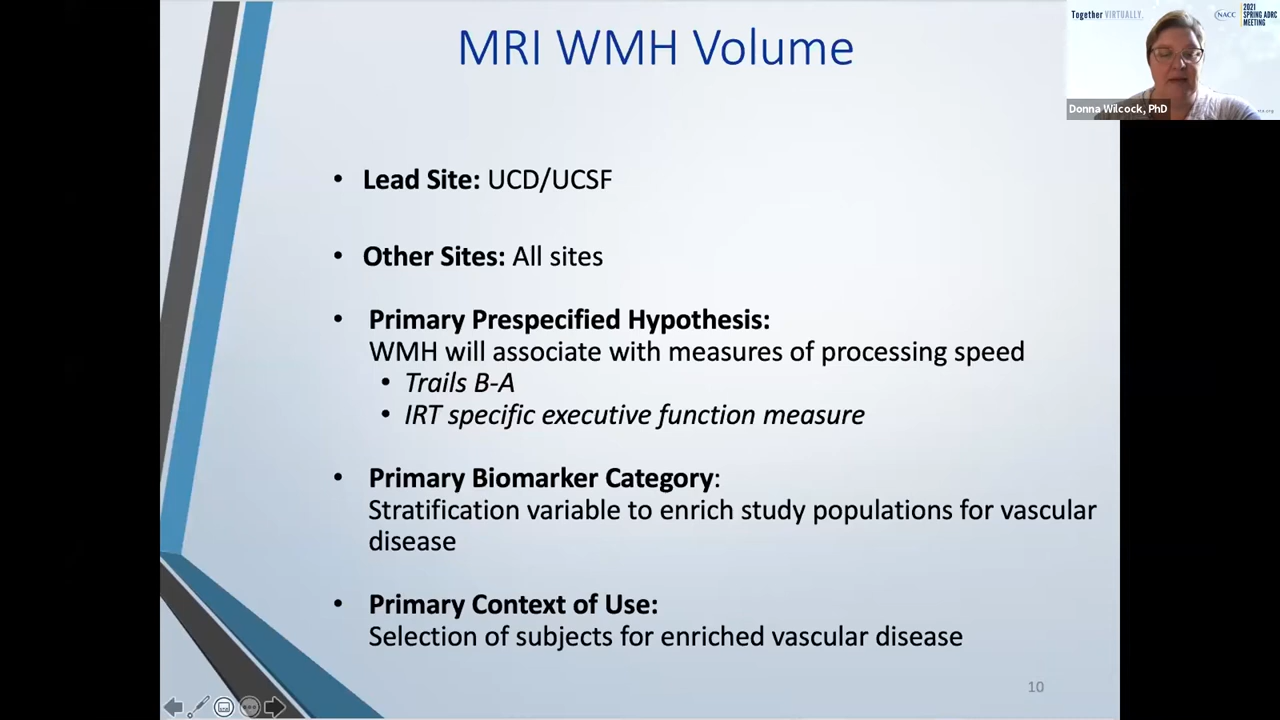 MRI WMH Volume
Together VIRTUALLY.
NACC
2021
SPRING ADRC
MEETING
Donna Wilcock, PhD
• Lead Site: UCD/UCSF
• Other Sites: All sites
• Primary Prespecified Hypothesis:
WMH will associate with measures of processing speed
• Trails B-A
• IRT specific executive function measure
• Primary Biomarker Category:
Stratification variable to enrich study populations for vascular
disease
• Primary Context of Use:
Selection of subjects for enriched vascular disease
10